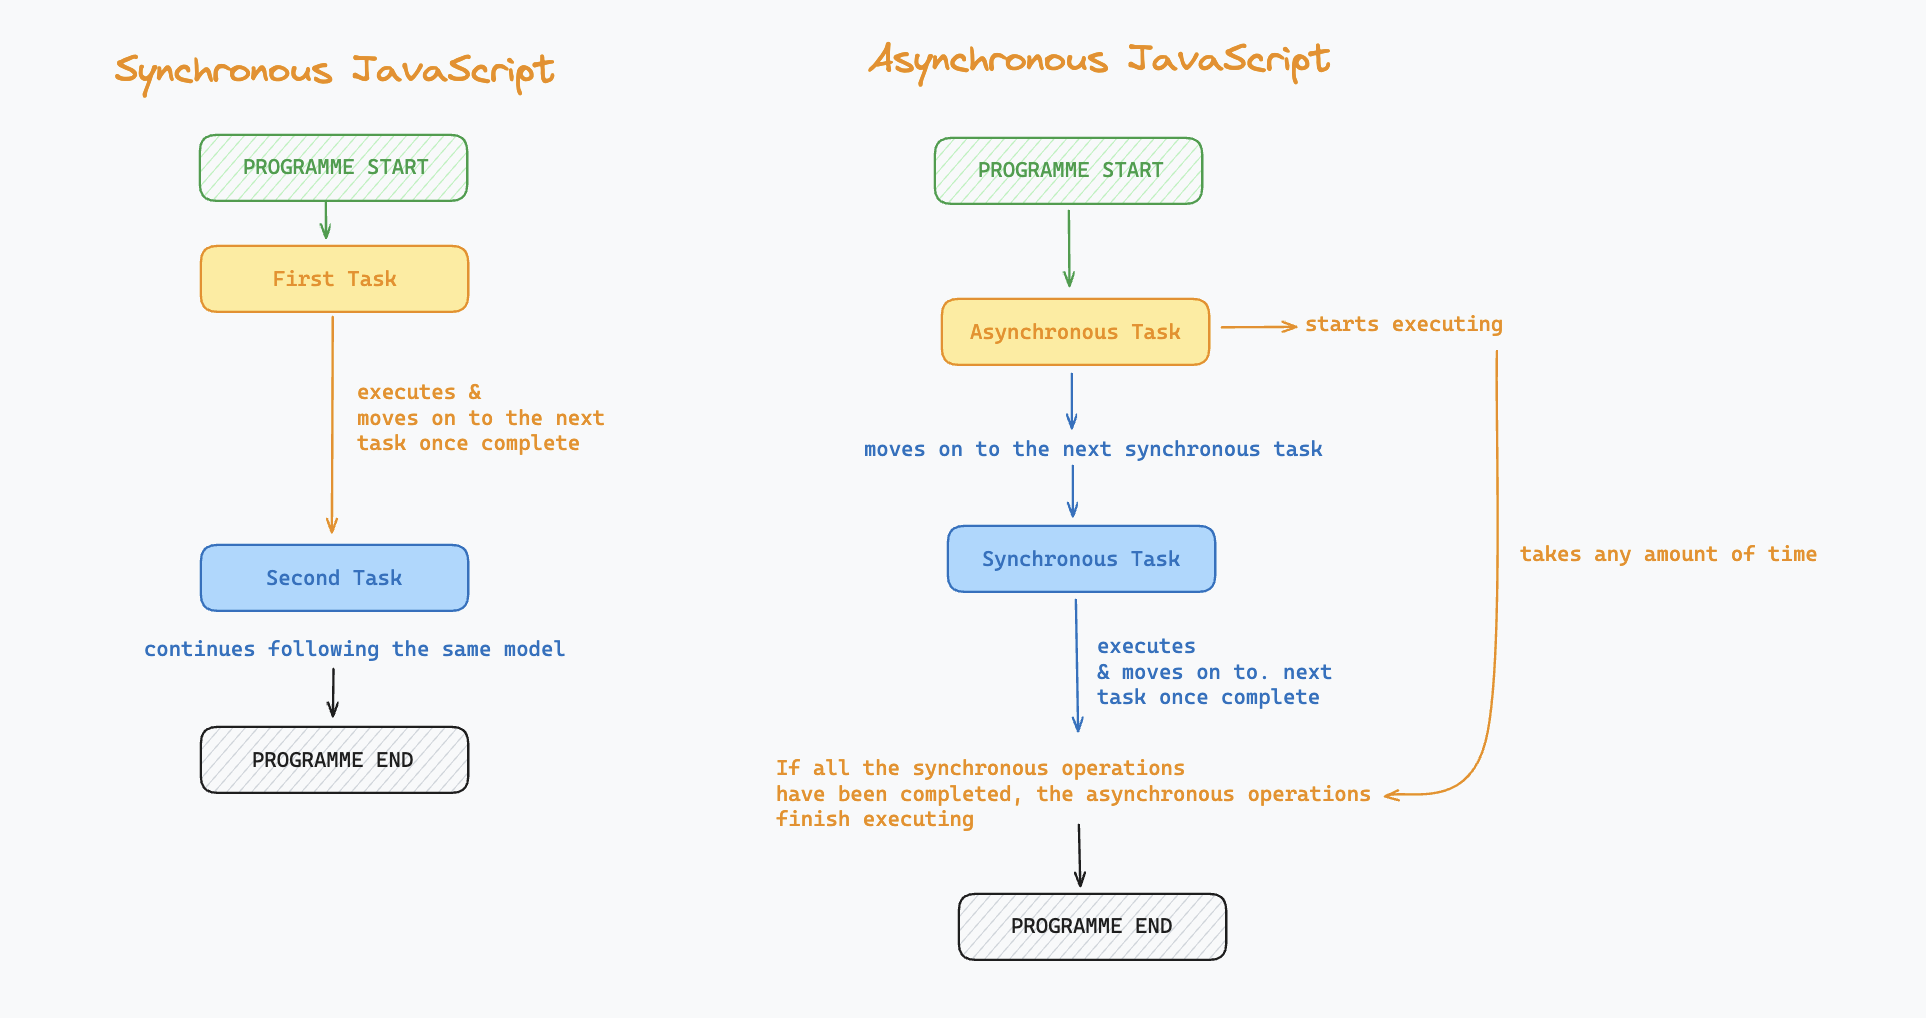 Synchronous JavaScript
PROGRAMME START
First Task
executes &
moves on to the next
task once complete
Second Task
continues following the same model
PROGRAMME END
Asynchronous JavaScript
PROGRAMME START
Asynchronous Task
starts executing
moves on to the next synchronous task
Synchronous Task
takes any amount of time
executes
& moves on to. next
task once complete
If all the synchronous operations
have been completed, the asynchronous operations
finish executing
PROGRAMME END